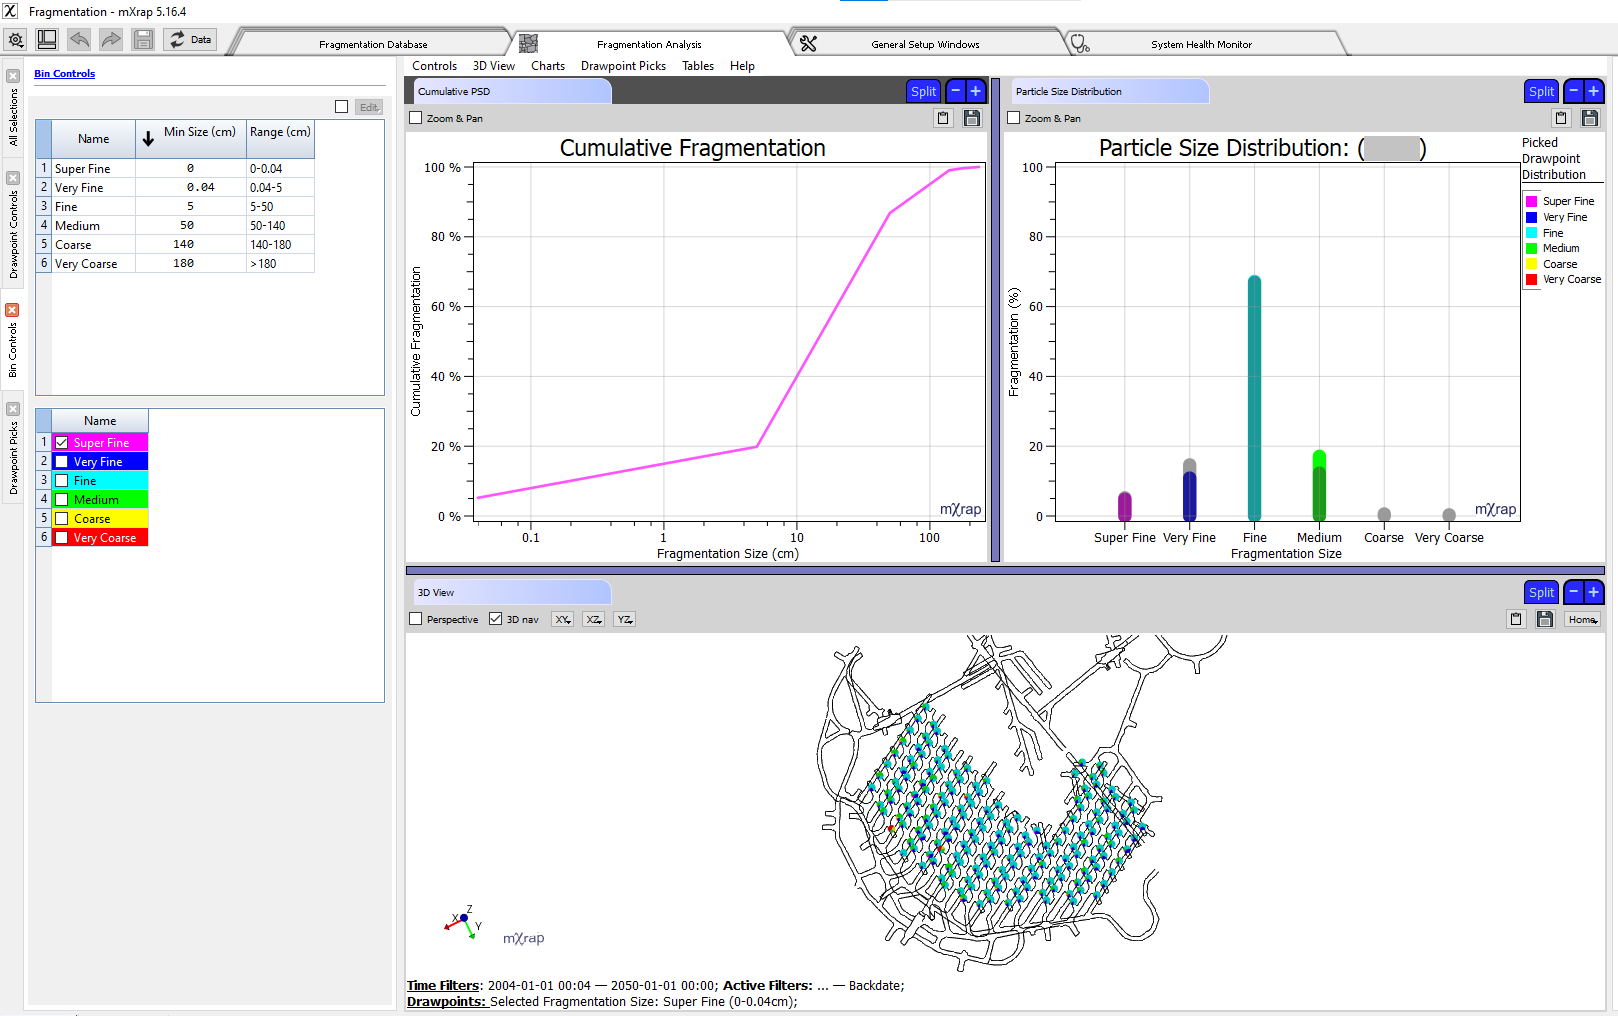 Fragmentation - mXrap 5.16.4
Data
Fragmentation Database
Fragmentation Analysis
General Setup Windows
System Health Monitor
All Selections
Drawpoint Controls
Bin Controls
Drawpoint Picks
Bin Controls
Edit
Name Min Size (cm) Range (cm)
1 Super Fine 0 0-0.04
2 Very Fine 0.04 0.04-5
3 Fine 5 5-50
4 Medium 50 50-140
5 Coarse 140 140-180
6 Very Coarse 180 >180
Name
1 Super Fine
2 Very Fine
3 Fine
4 Medium
5 Coarse
6 Very Coarse
Controls 3D View Charts Drawpoint Picks Tables Help
Cumulative PSD
Split
Zoom & Pan
Cumulative Fragmentation
100 %
80 %
60 %
40 %
20 %
0 %
Cumulative Fragmentation
0.1 1 10 100
Fragmentation Size (cm)
mXrap
Particle Size Distribution
Split
Zoom & Pan
Particle Size Distribution: ( )
100
80
60
40
20
0
Fragmentation (%)
Super Fine Very Fine Fine Medium Coarse Very Coarse
Fragmentation Size
mXrap
Picked
Drawpoint
Distribution
Super Fine
Very Fine
Fine
Medium
Coarse
Very Coarse
3D View
Split
Perspective 3D nav XY XZ YZ
Home
Z
X
Y
mXrap
Time Filters: 2004-01-01 00:04 — 2050-01-01 00:00; Active Filters: ... — Backdate;
Drawpoints: Selected Fragmentation Size: Super Fine (0-0.04cm);